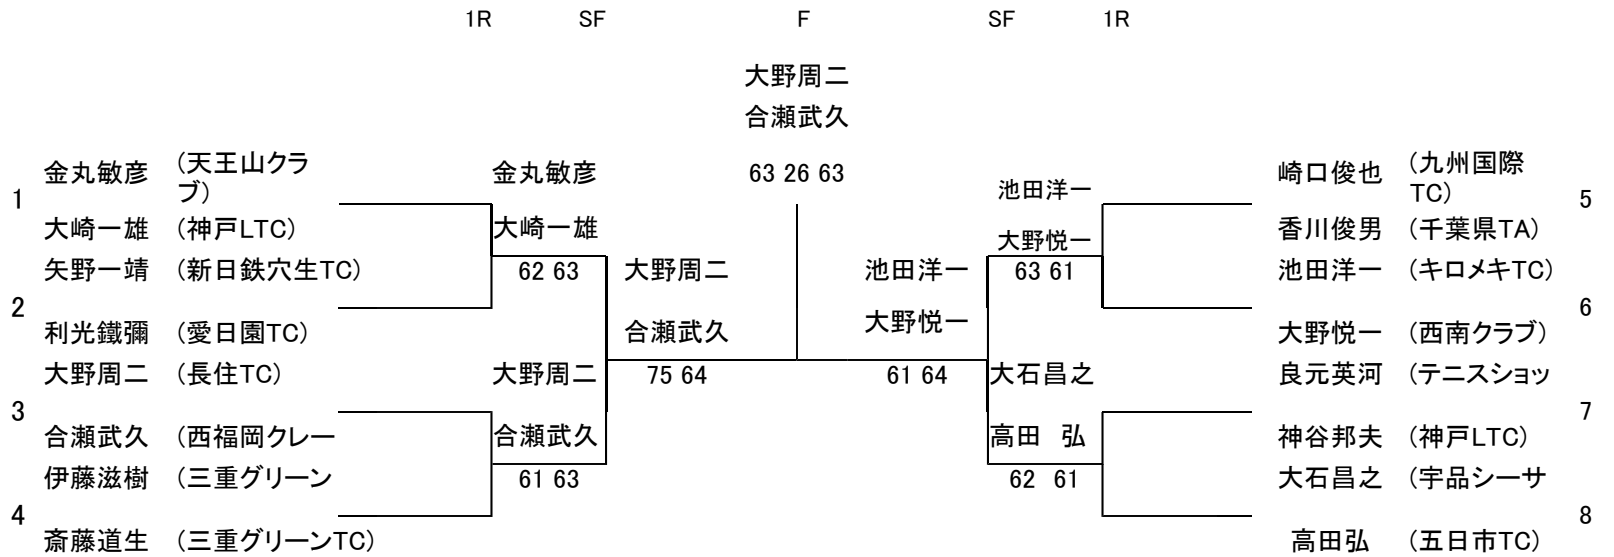 1R SF F SF 1R
大野周二
合瀬武久
63 26 63
1
金丸敏彦 (天王山クラ
ブ)
大崎一雄 (神戸LTC)
2
矢野一靖 (新日鉄穴生TC)
利光鐵彌 (愛日園TC)
3
大野周二 (長住TC)
合瀬武久 (西福岡クレー
4
伊藤滋樹 (三重グリーン
斎藤道生 (三重グリーンTC)
金丸敏彦
大崎一雄
62 63
大野周二
合瀬武久
61 63
大野周二
合瀬武久
75 64
池田洋一
大野悦一
61 64
池田洋一
大野悦一
63 61
大石昌之
高田　弘
62 61
崎口俊也 (九州国際
TC)
香川俊男 (千葉県TA)
5
池田洋一 (キロメキTC)
大野悦一 (西南クラブ)
6
良元英河 (テニスショッ
神谷邦夫 (神戸LTC)
7
大石昌之 (宇品シーサ
高田弘 (五日市TC)
8